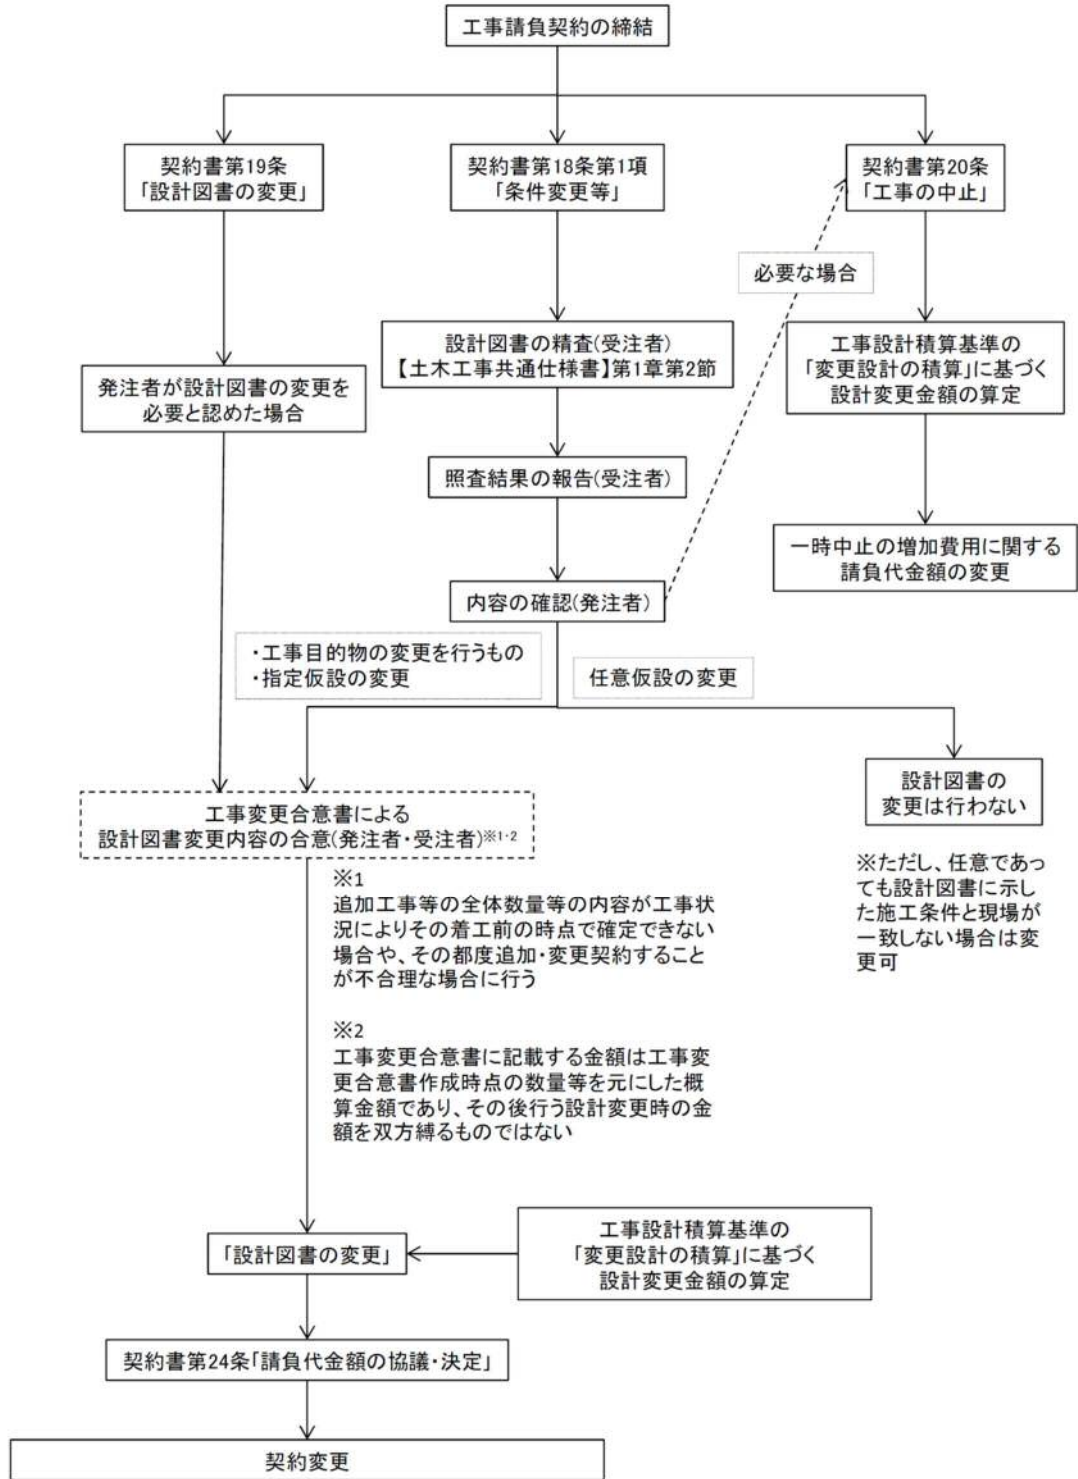 工事請負契約の締結
契約書第19条
「設計図書の変更」
契約書第18条第1項
「条件変更等」
契約書第20条
「工事の中止」
必要な場合
発注者が設計図書の変更を
必要と認めた場合
設計図書の精査(受注者)
【土木工事共通仕様書】第1章第2節
工事設計積算基準の
「変更設計の積算」に基づく
設計変更金額の算定
照査結果の報告(受注者)
一時中止の増加費用に関する
請負代金額の変更
内容の確認(発注者)
・工事目的物の変更を行うもの
・指定仮設の変更
任意仮設の変更
設計図書の
変更は行わない
工事変更合意書による
設計図書変更内容の合意(発注者・受注者)※1・2
※ただし、任意であっ
ても設計図書に示し
た施工条件と現場が
一致しない場合は変
更可
※1
追加工事等の全体数量等の内容が工事状
況によりその着工前の時点で確定できない
場合や、その都度追加・変更契約すること
が不合理な場合に行う
※2
工事変更合意書に記載する金額は工事変
更合意書作成時点の数量等を元にした概
算金額であり、その後行う設計変更時の金
額を双方縛るものではない
「設計図書の変更」
工事設計積算基準の
「変更設計の積算」に基づく
設計変更金額の算定
契約書第24条「請負代金額の協議・決定」
契約変更